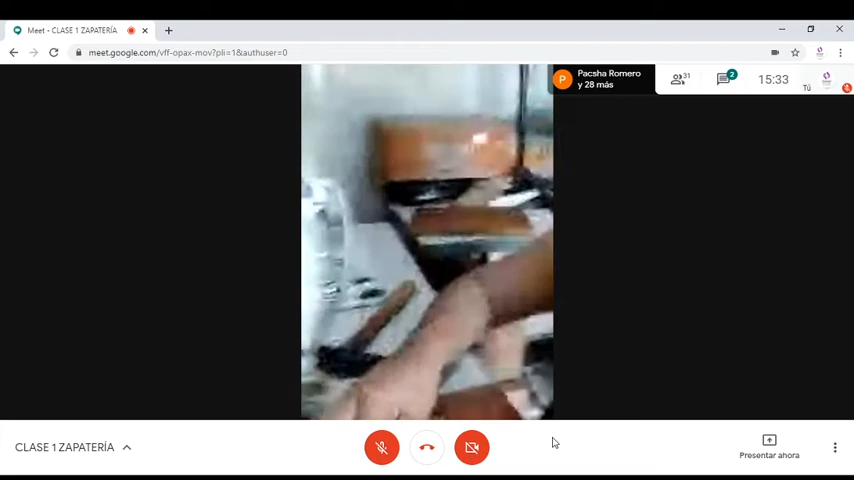 Meet - CLASE 1 ZAPATERÍA
meet.google.com/vff-opax-mov?pli=1&authuser=0
P
Pacsha Romero
y 28 más
31
2
15:33
Tú
CLASE 1 ZAPATERÍA
Presentar ahora